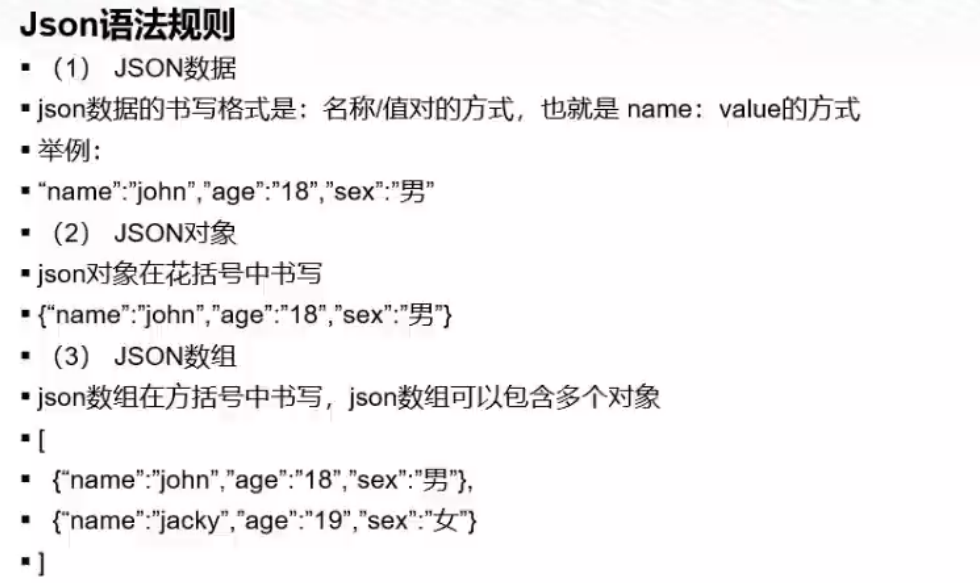 Json语法规则
▪ （1） JSON数据
▪ json数据的书写格式是：名称/值对的方式，也就是 name：value的方式
▪ 举例：
▪ “name”:”john”,”age”:”18”,”sex”:”男”
▪ （2） JSON对象
▪ json对象在花括号中书写
▪ {“name”:”john”,”age”:”18”,”sex”:”男”}
▪ （3） JSON数组
▪ json数组在方括号中书写，json数组可以包含多个对象
▪ [
▪ {“name”:”john”,”age”:”18”,”sex”:”男”},
▪ {“name”:”jacky”,”age”:”19”,”sex”:”女”}
▪ ]